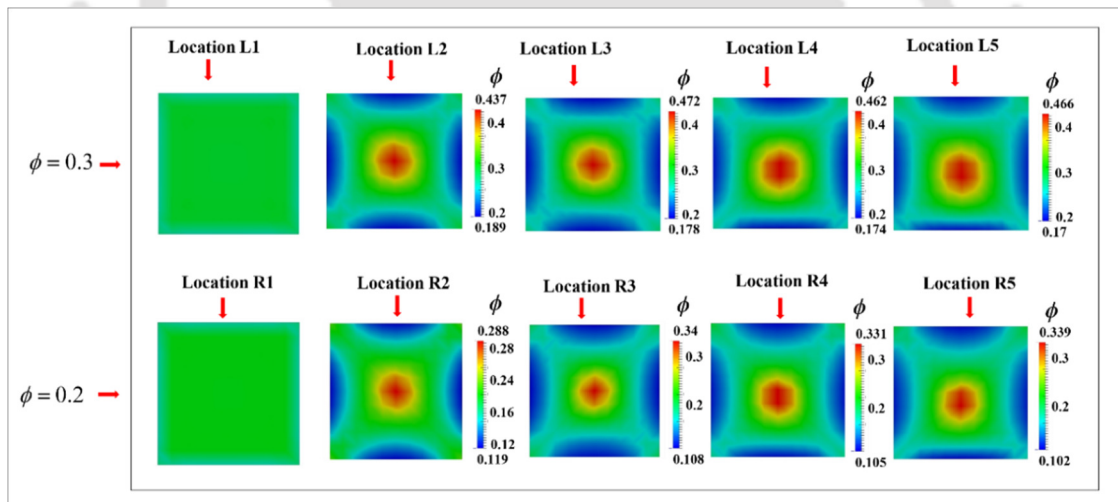 Location L1
Location L2
Location L3
Location L4
Location L5
ϕ
0.437
0.4
0.3
0.2
0.189
ϕ
0.472
0.4
0.3
0.2
0.178
ϕ
0.462
0.4
0.3
0.2
0.174
ϕ
0.466
0.4
0.3
0.2
0.17
ϕ = 0.3
Location R1
Location R2
Location R3
Location R4
Location R5
ϕ
0.288
0.28
0.24
0.16
0.12
0.119
ϕ
0.34
0.3
0.2
0.108
ϕ
0.331
0.3
0.2
0.105
ϕ
0.339
0.3
0.2
0.102
ϕ = 0.2